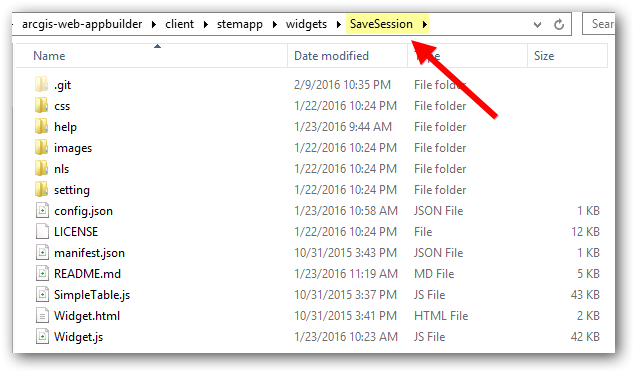 arcgis-web-appbuilder client stemapp widgets SaveSession Sear
Name Date modified Type Size
.git 2/9/2016 10:35 PM File folder
css 1/22/2016 10:24 PM File folder
help 1/23/2016 9:44 AM File folder
images 1/22/2016 10:24 PM File folder
nls 1/22/2016 10:24 PM File folder
setting 1/22/2016 10:24 PM File folder
config.json 1/23/2016 10:58 AM JSON File 1 KB
LICENSE 1/22/2016 10:24 PM File 12 KB
manifest.json 10/31/2015 3:43 PM JSON File 1 KB
README.md 1/23/2016 11:19 AM MD File 5 KB
SimpleTable.js 10/31/2015 3:37 PM JS File 43 KB
Widget.html 10/31/2015 3:41 PM HTML File 2 KB
Widget.js 1/23/2016 10:23 AM JS File 42 KB